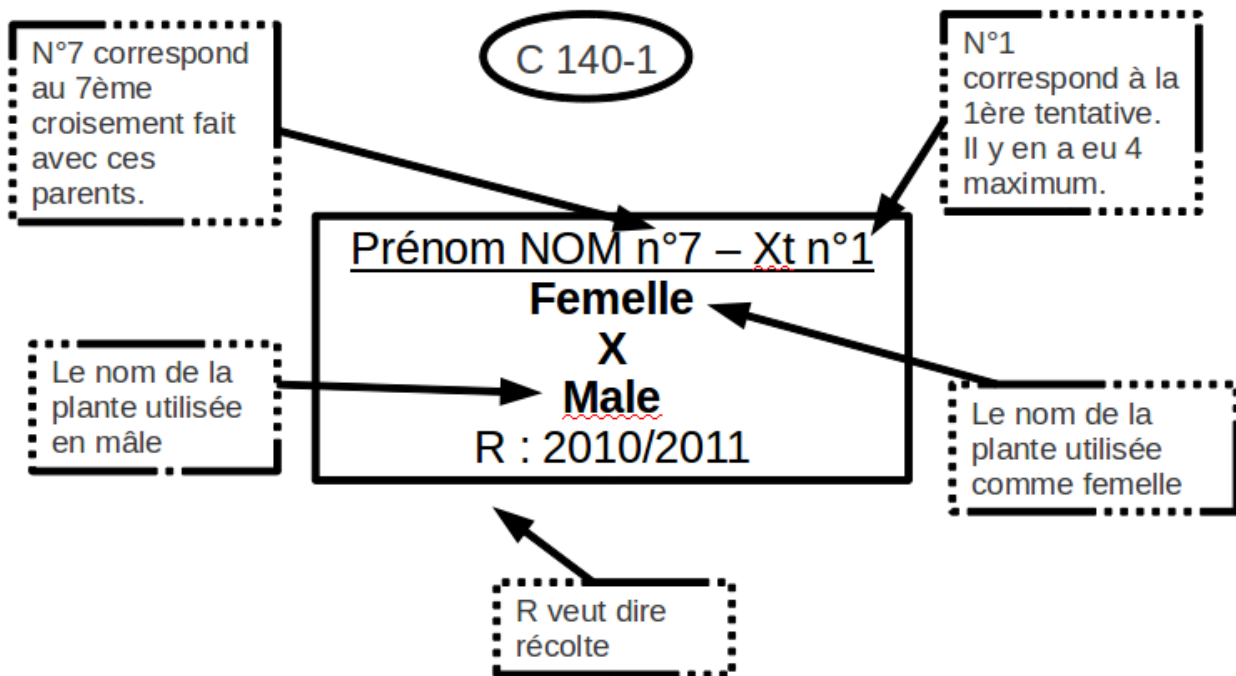 N°7 correspond
au 7ème
croisement fait
avec ces
parents.
C 140-1
N°1
correspond à la
1ère tentative.
Il y en a eu 4
maximum.
Prénom NOM n°7 – Xt n°1
Femelle
X
Male
R : 2010/2011
Le nom de la
plante utilisée
en mâle
Le nom de la
plante utilisée
comme femelle
R veut dire
récolte